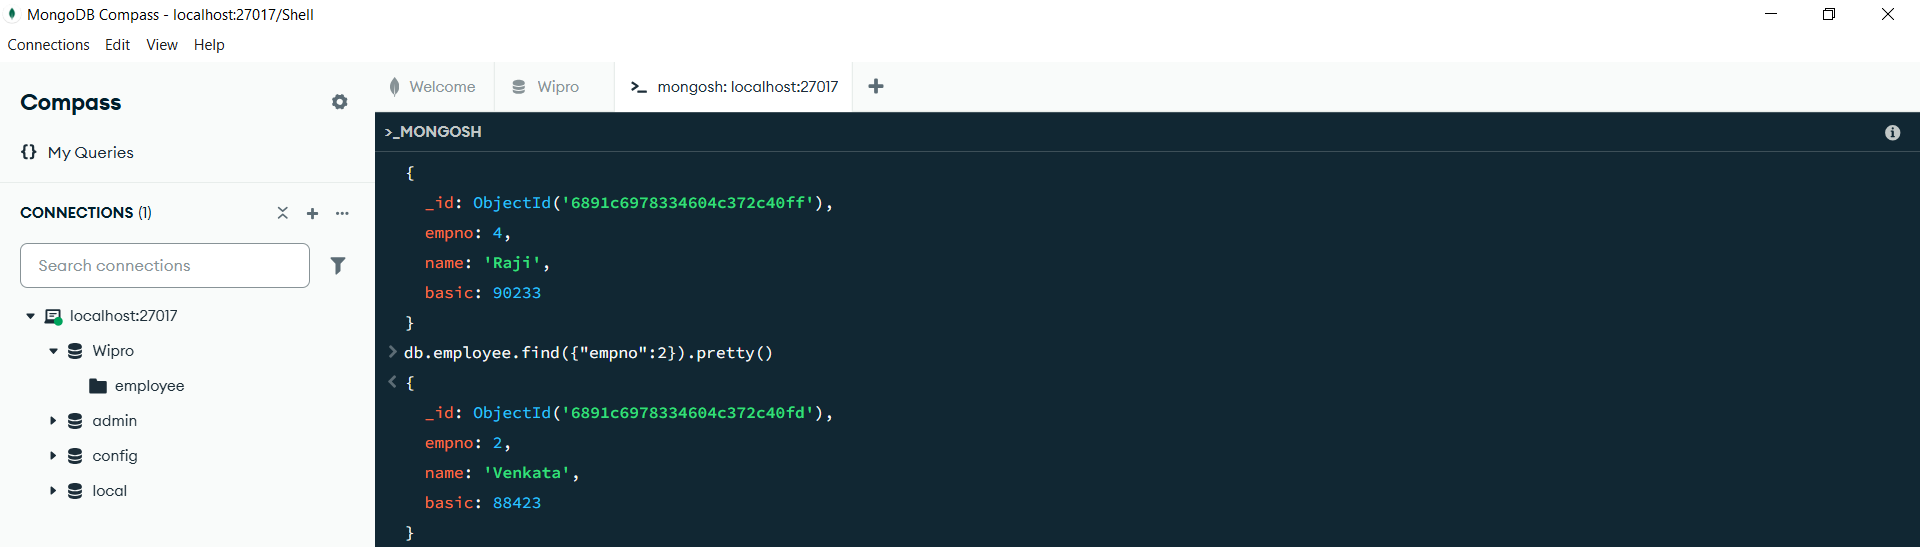 MongoDB Compass - localhost:27017/Shell
Connections Edit View Help
Compass
My Queries
CONNECTIONS (1)
Search connections
localhost:27017
Wipro
employee
admin
config
local
Welcome
Wipro
>_ mongosh: localhost:27017
>_MONGOSH
{
_id: ObjectId('6891c6978334604c372c40ff'),
empno: 4,
name: 'Raji',
basic: 90233
}
> db.employee.find({"empno":2}).pretty()
< {
_id: ObjectId('6891c6978334604c372c40fd'),
empno: 2,
name: 'Venkata',
basic: 88423
}